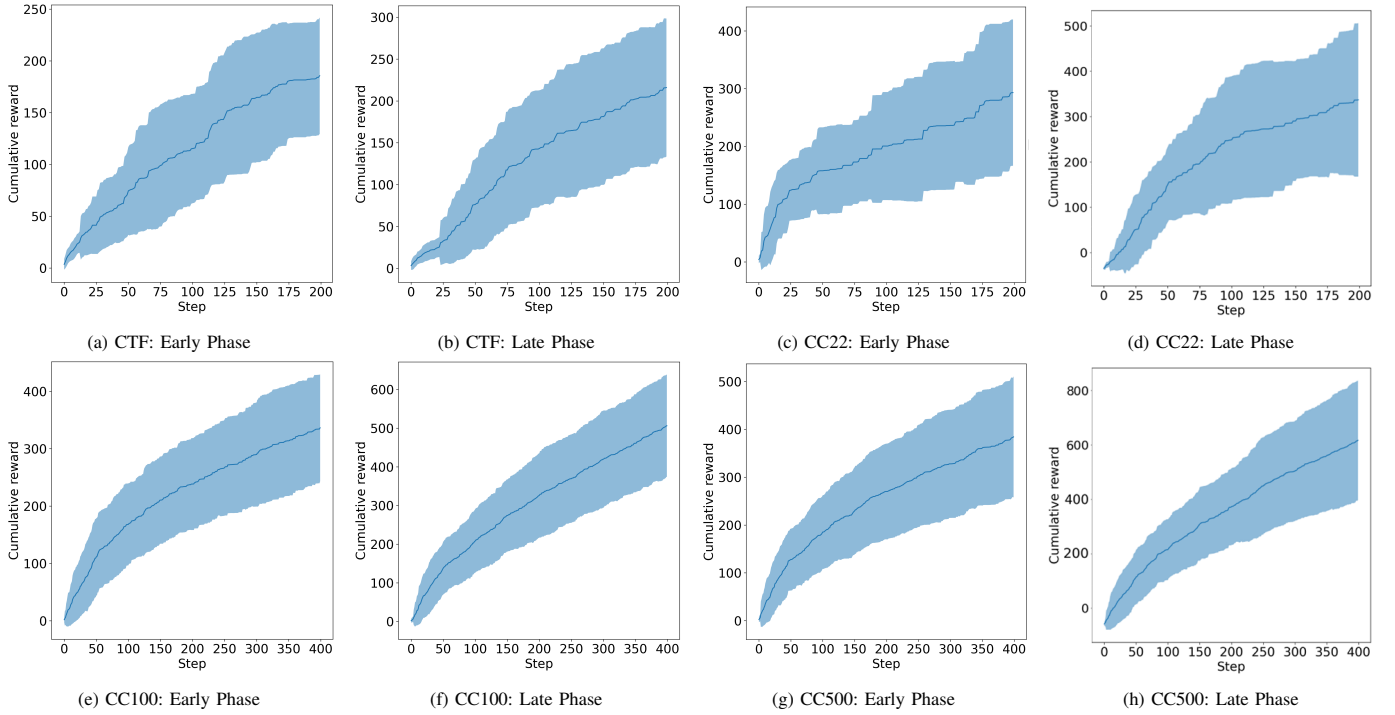 250
200
150
100
50
0
Cumulative reward
0 25 50 75 100 125 150 175 200
Step
(a) CTF: Early Phase
300
250
200
150
100
50
0
Cumulative reward
0 25 50 75 100 125 150 175 200
Step
(b) CTF: Late Phase
400
300
200
100
0
Cumulative reward
0 25 50 75 100 125 150 175 200
Step
(c) CC22: Early Phase
500
400
300
200
100
0
Cumulative reward
0 25 50 75 100 125 150 175 200
Step
(d) CC22: Late Phase
400
300
200
100
0
Cumulative reward
0 50 100 150 200 250 300 350 400
Step
(e) CC100: Early Phase
600
500
400
300
200
100
0
Cumulative reward
0 50 100 150 200 250 300 350 400
Step
(f) CC100: Late Phase
500
400
300
200
100
0
Cumulative reward
0 50 100 150 200 250 300 350 400
Step
(g) CC500: Early Phase
800
600
400
200
0
Cumulative reward
0 50 100 150 200 250 300 350 400
Step
(h) CC500: Late Phase